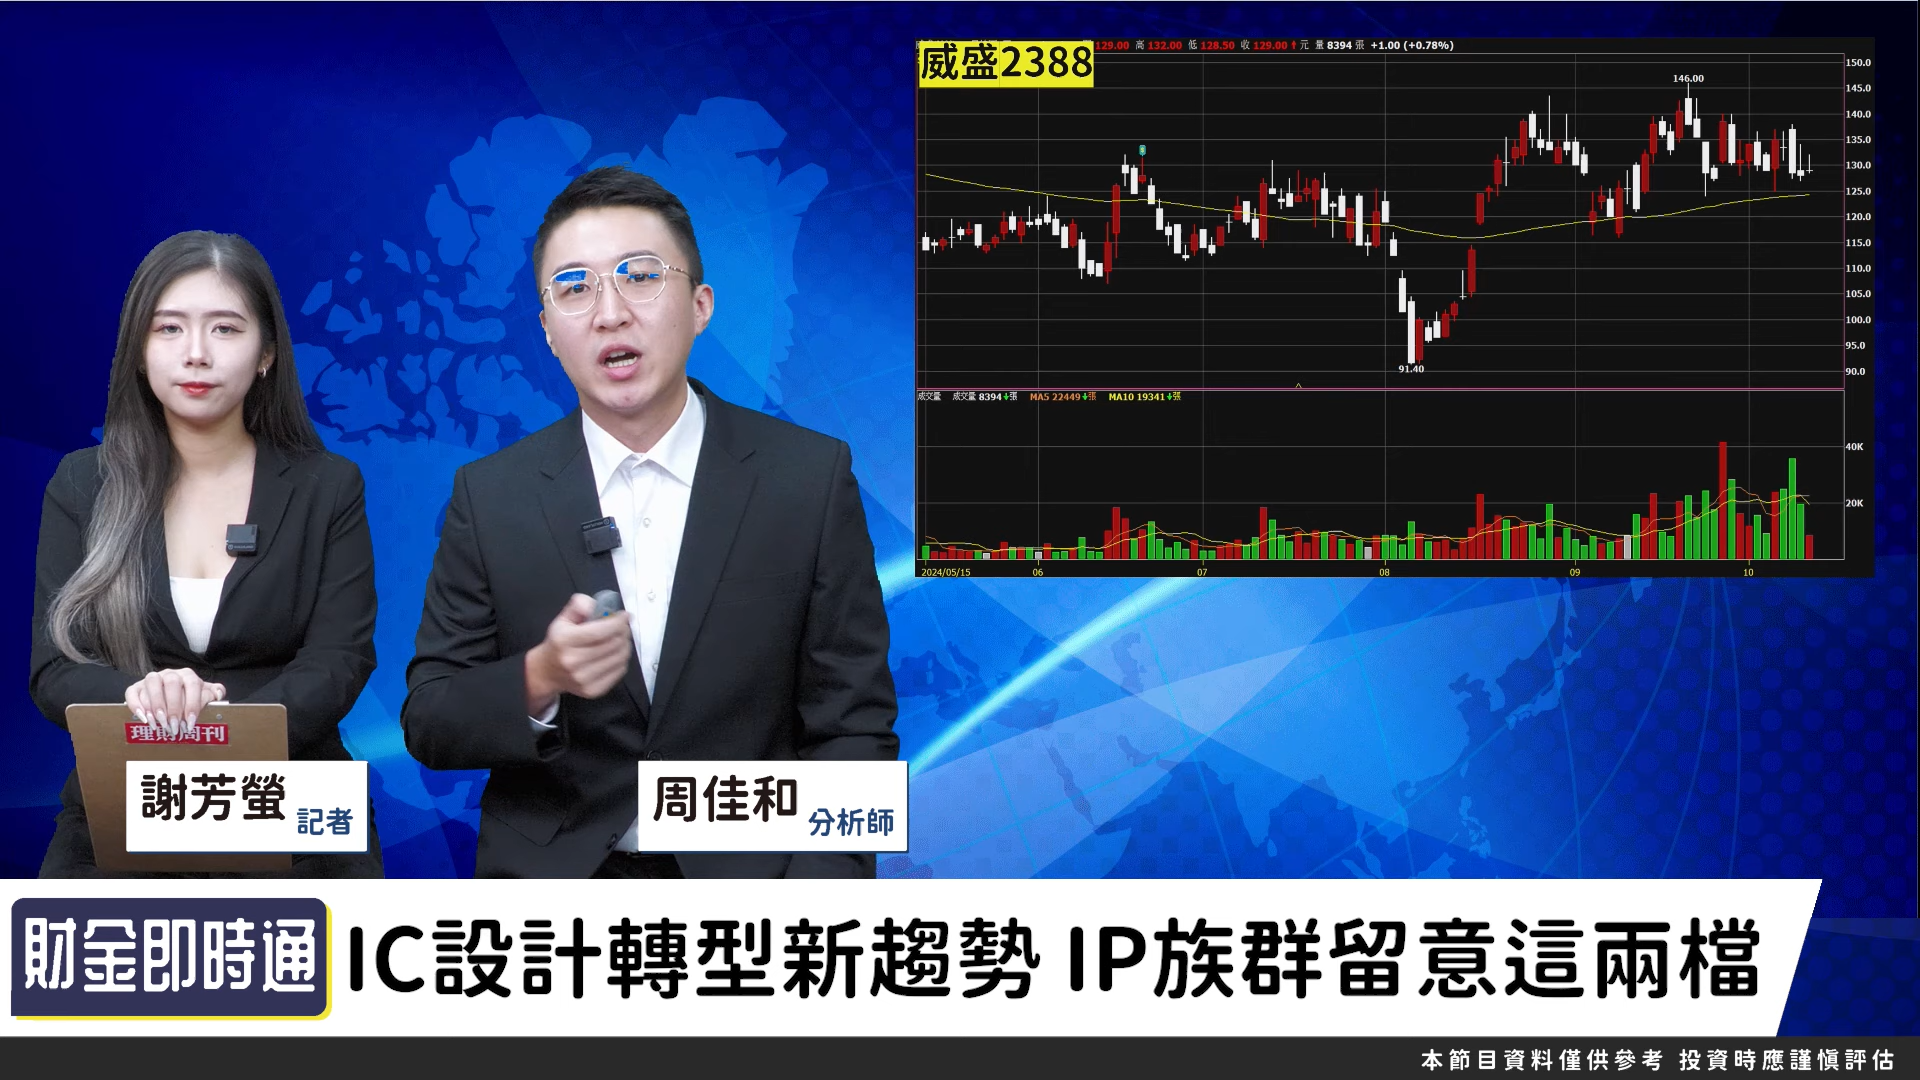 威盛2388
129.00 高 132.00 低 128.50 收 129.00 ↑ 元 量 8394 張 +1.00 (+0.78%)
150.0
146.00
145.0
140.0
135.0
130.0
125.0
120.0
115.0
110.0
105.0
100.0
95.0
91.40
90.0
成交量 成交量 8394↓張 MA5 22449↓張 MA10 19341↓張
40K
20K
2024/05/15 06 07 08 09 10
理財周刊
謝芳螢 記者
周佳和 分析師
財金即時通
IC設計轉型新趨勢 IP族群留意這兩檔
本節目資料僅供參考 投資時應謹慎評估